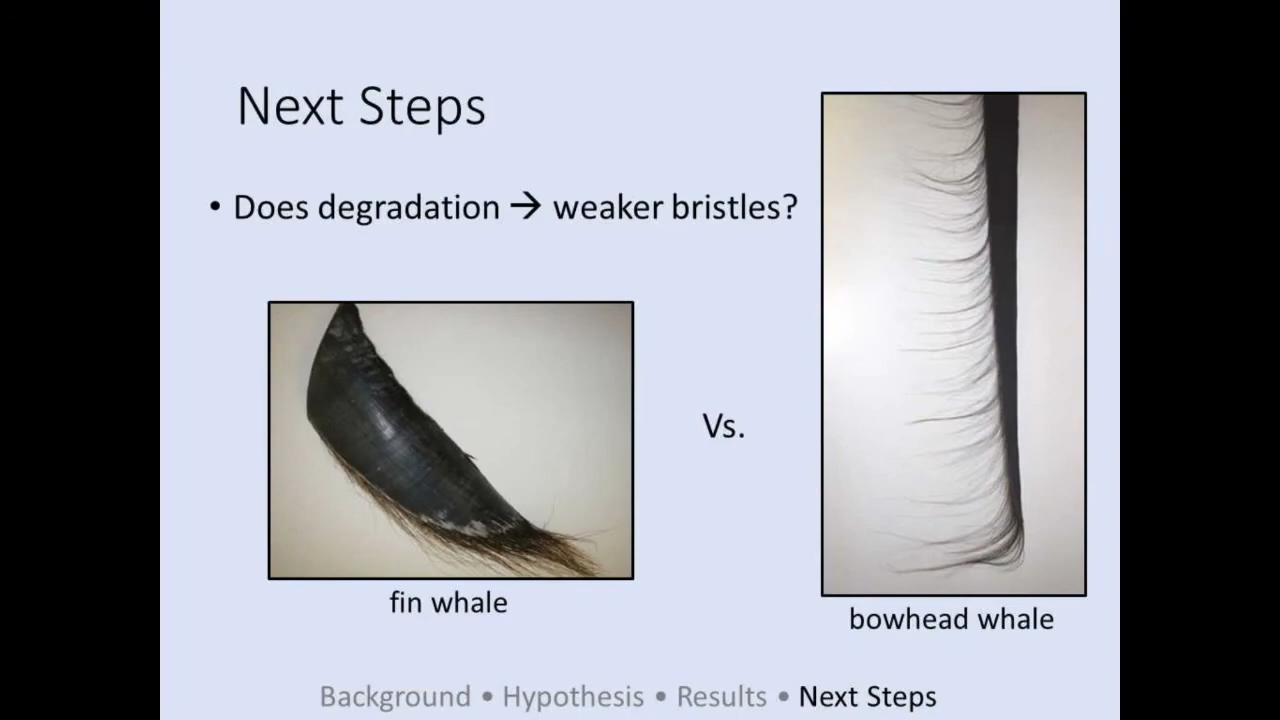 Next Steps
• Does degradation → weaker bristles?
Vs.
fin whale
bowhead whale
Background • Hypothesis • Results • Next Steps